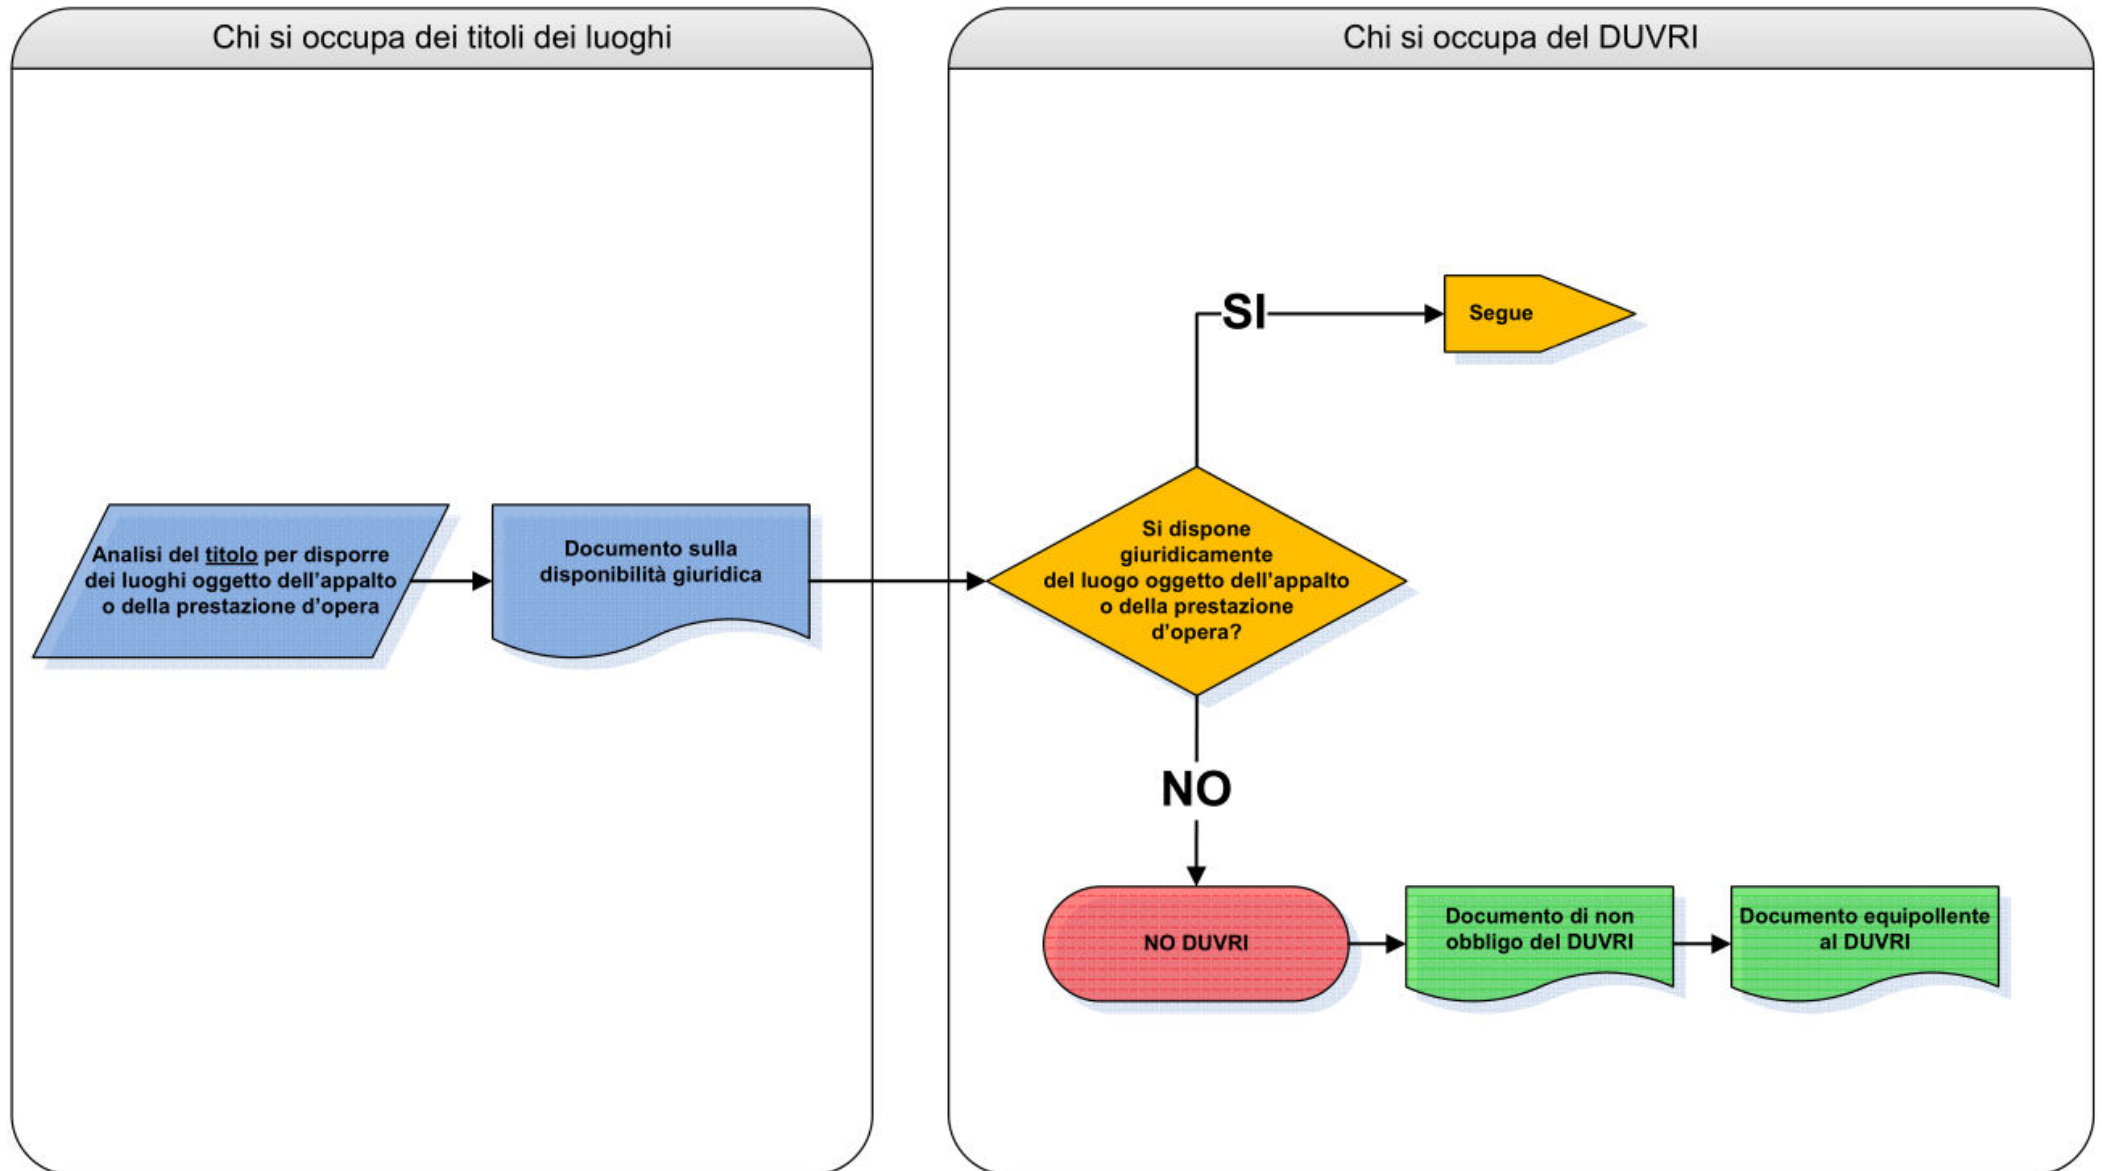 Chi si occupa dei titoli dei luoghi
Chi si occupa del DUVRI
SI
Segue
Analisi del titolo per disporre
dei luoghi oggetto dell'appalto
o della prestazione d'opera
Documento sulla
disponibilità giuridica
Si dispone
giuridicamente
del luogo oggetto dell'appalto
o della prestazione
d'opera?
NO
NO DUVRI
Documento di non
obbligo del DUVRI
Documento equipollente
al DUVRI